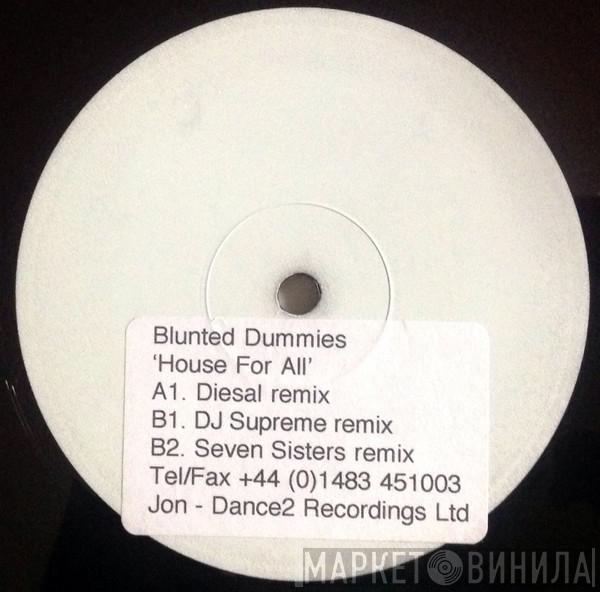 Blunted Dummies
'House For All'
A1. Diesal remix
B1. DJ Supreme remix
B2. Seven Sisters remix
Tel/Fax +44 (0)1483 451003
Jon - Dance2 Recordings Ltd
МАРКЕТ ВИНИЛА